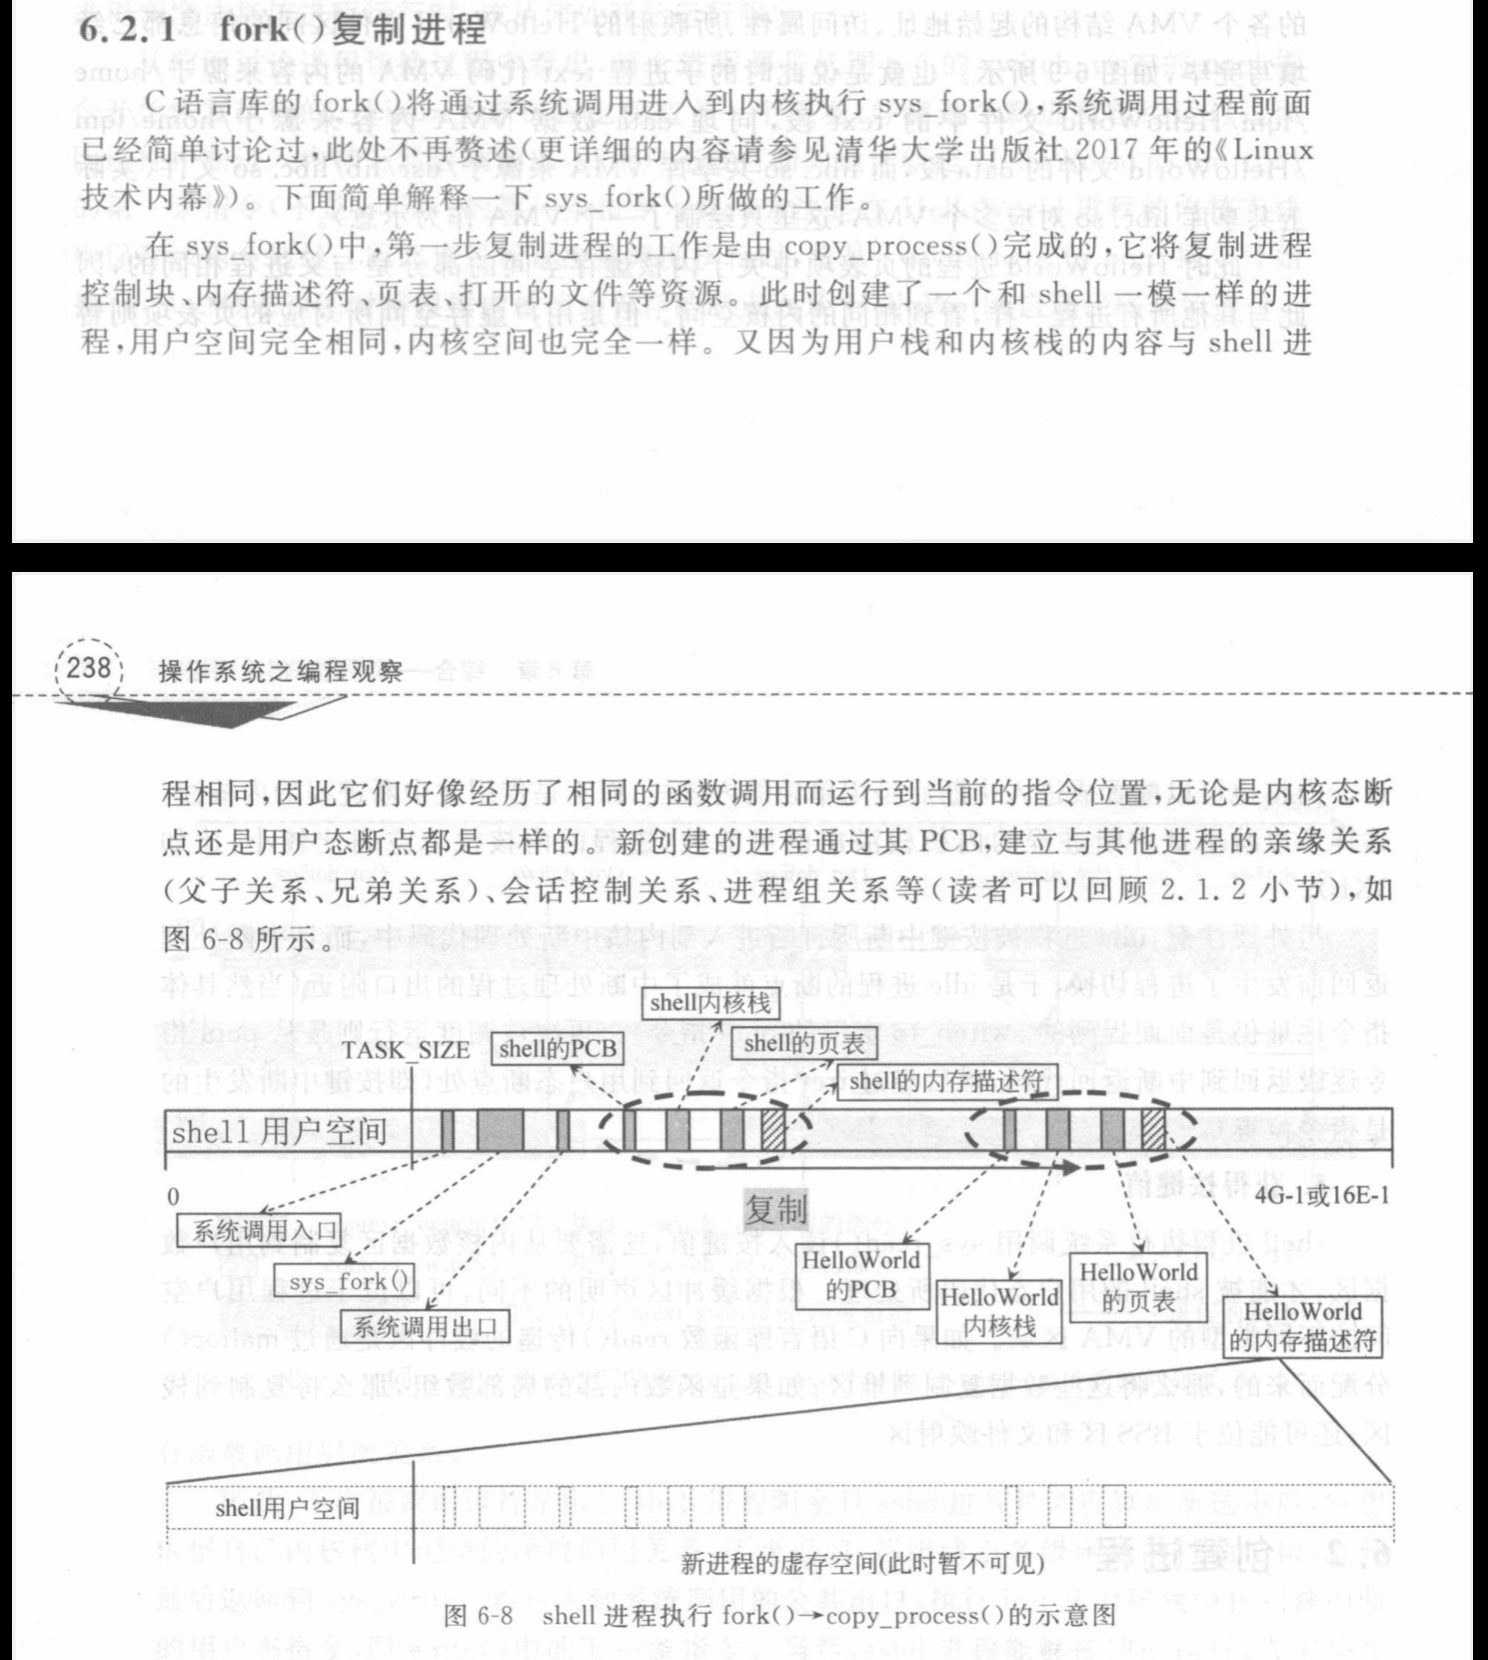 6.2.1 fork()复制进程
C语言库的 fork()将通过系统调用进入到内核执行 sys_fork(),系统调用过程前面
已经简单讨论过,此处不再赘述(更详细的内容请参见清华大学出版社 2017 年的《Linux
技术内幕》)。下面简单解释一下 sys_fork()所做的工作。
在 sys_fork()中,第一步复制进程的工作是由 copy_process()完成的,它将复制进程
控制块、内存描述符、页表、打开的文件等资源。此时创建了一个和 shell 一模一样的进
程,用户空间完全相同,内核空间也完全一样。又因为用户栈和内核栈的内容与 shell 进
238 操作系统之编程观察
程相同,因此它们好像经历了相同的函数调用而运行到当前的指令位置,无论是内核态断
点还是用户态断点都是一样的。新创建的进程通过其 PCB,建立与其他进程的亲缘关系
(父子关系、兄弟关系)、会话控制关系、进程组关系等(读者可以回顾 2.1.2 小节),如
图 6-8 所示。
shell内核栈
TASK_SIZE
shell的PCB
shell的页表
shell的内存描述符
shell 用户空间
0
复制
4G-1或16E-1
系统调用入口
sys_fork()
系统调用出口
HelloWorld
的PCB
HelloWorld
内核栈
HelloWorld
的页表
HelloWorld
的内存描述符
shell用户空间
新进程的虚存空间(此时暂不可见)
图 6-8 shell 进程执行 fork()→copy_process()的示意图